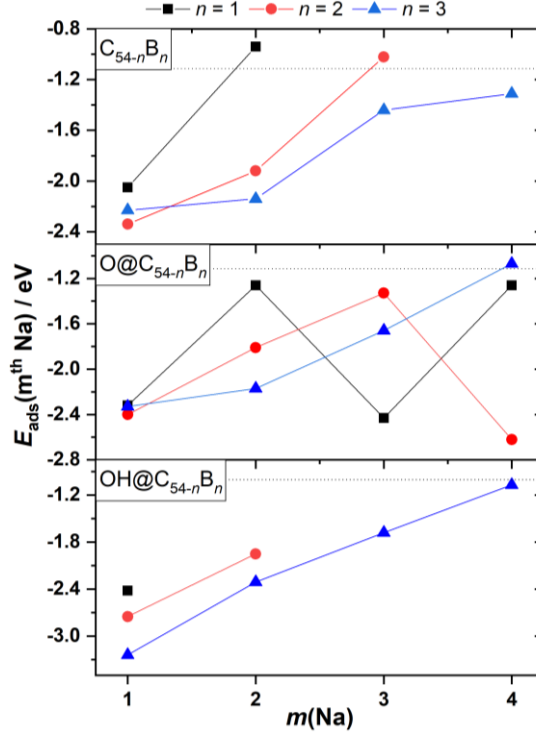 n = 1 n = 2 n = 3
C₅₄₋ₙBₙ
-0.8
-1.2
-1.6
-2.0
-2.4
O@C₅₄₋ₙBₙ
-1.2
-1.6
-2.0
-2.4
-2.8
OH@C₅₄₋ₙBₙ
-1.2
-1.8
-2.4
-3.0
E_ads(mᵗʰ Na) / eV
1 2 3 4
m(Na)